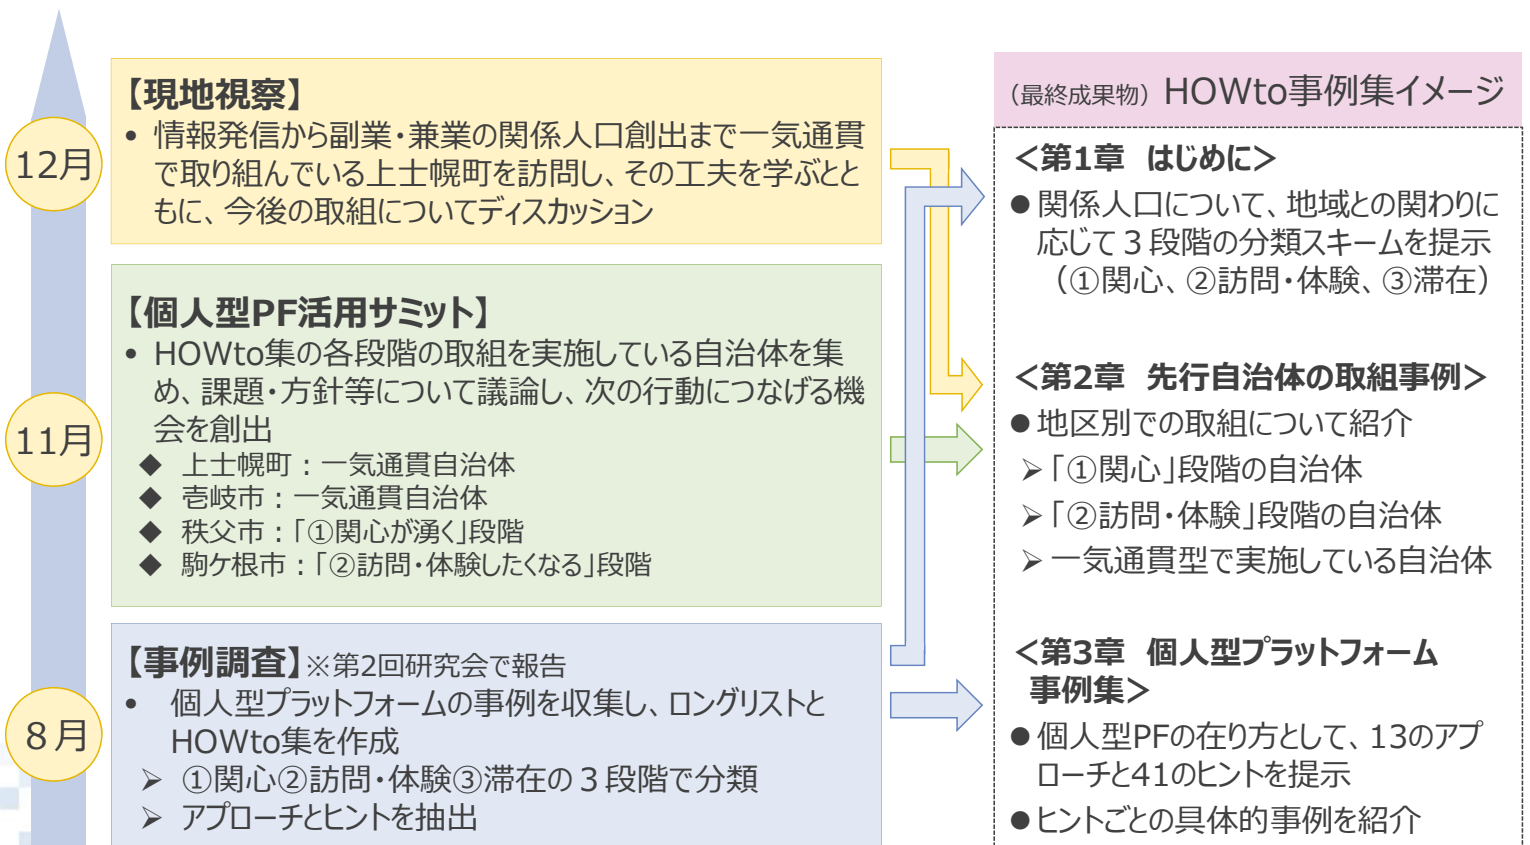 12月
【現地視察】
• 情報発信から副業・兼業の関係人口創出まで一気通貫
で取り組んでいる上士幌町を訪問し、その工夫を学ぶとと
もに、今後の取組についてディスカッション
11月
【個人型PF活用サミット】
• HOWto集の各段階の取組を実施している自治体を集
め、課題・方針等について議論し、次の行動につなげる機
会を創出
◆ 上士幌町：一気通貫自治体
◆ 壱岐市：一気通貫自治体
◆ 秩父市：「①関心が湧く」段階
◆ 駒ケ根市：「②訪問・体験したくなる」段階
８月
【事例調査】※第2回研究会で報告
• 個人型プラットフォームの事例を収集し、ロングリストと
HOWto集を作成
➢ ①関心②訪問・体験③滞在の３段階で分類
➢ アプローチとヒントを抽出
（最終成果物）HOWto事例集イメージ
＜第1章 はじめに＞
● 関係人口について、地域との関わりに
応じて３段階の分類スキームを提示
（①関心、②訪問・体験、③滞在）
＜第2章 先行自治体の取組事例＞
● 地区別での取組について紹介
➢「①関心」段階の自治体
➢「②訪問・体験」段階の自治体
➢ 一気通貫型で実施している自治体
＜第3章 個人型プラットフォーム
事例集＞
● 個人型PFの在り方として、13のアプ
ローチと41のヒントを提示
● ヒントごとの具体的事例を紹介